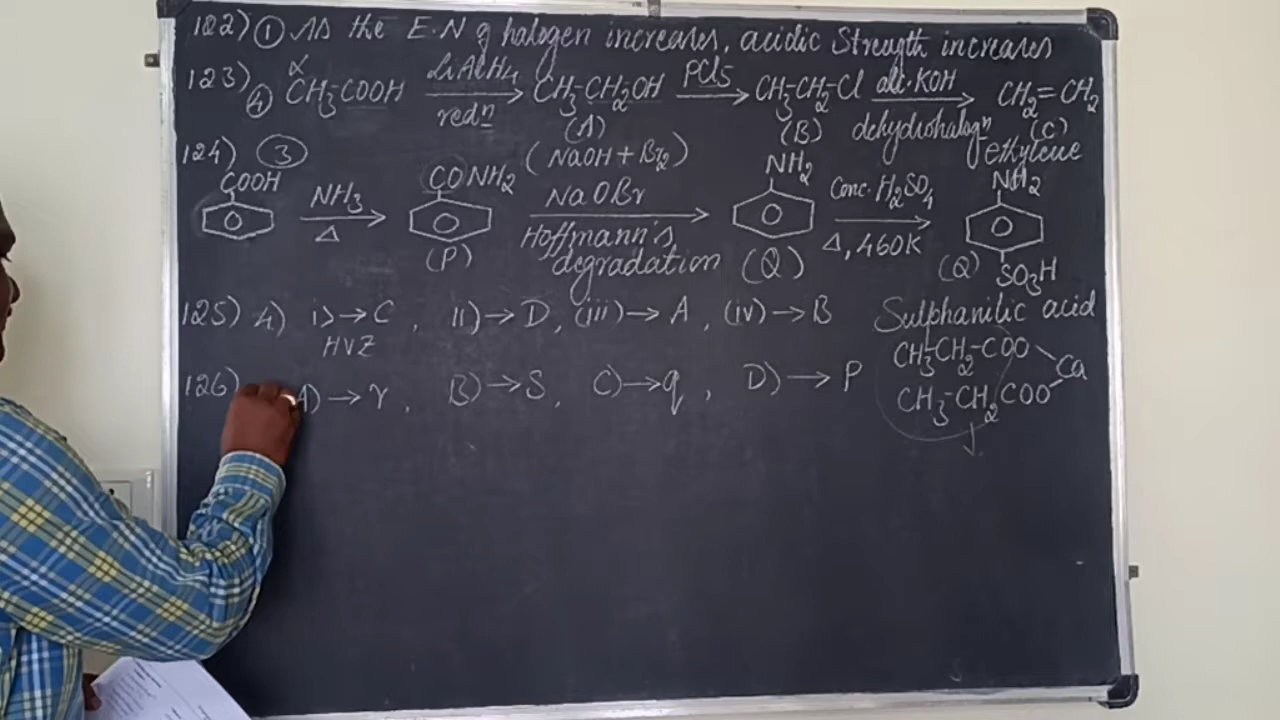 122) ① As the E.N of halogen increases, acidic strength increases
123) ④ CH3-COOH LiAlH4 redn CH3-CH2OH PCl5 CH3-CH2-Cl alc.KOH CH2=CH2
α
(A) (B) dehydrohalogn (C)
ethylene
124) ③
COOH NH3 Δ CONH2 (NaOH+Br2) NaOBr NH2 Conc H2SO4 NH2
Hoffmann's degradation Δ, 460K
(P) (Q) (Q) SO3H
Sulphanilic acid
125) 4) i) → C, ii) → D, (iii) → A, (iv) → B
HVZ
CH3-CH2-COO
Ca
CH3-CH2COO
126) A) → r, B) → S, C) → q, D) → P